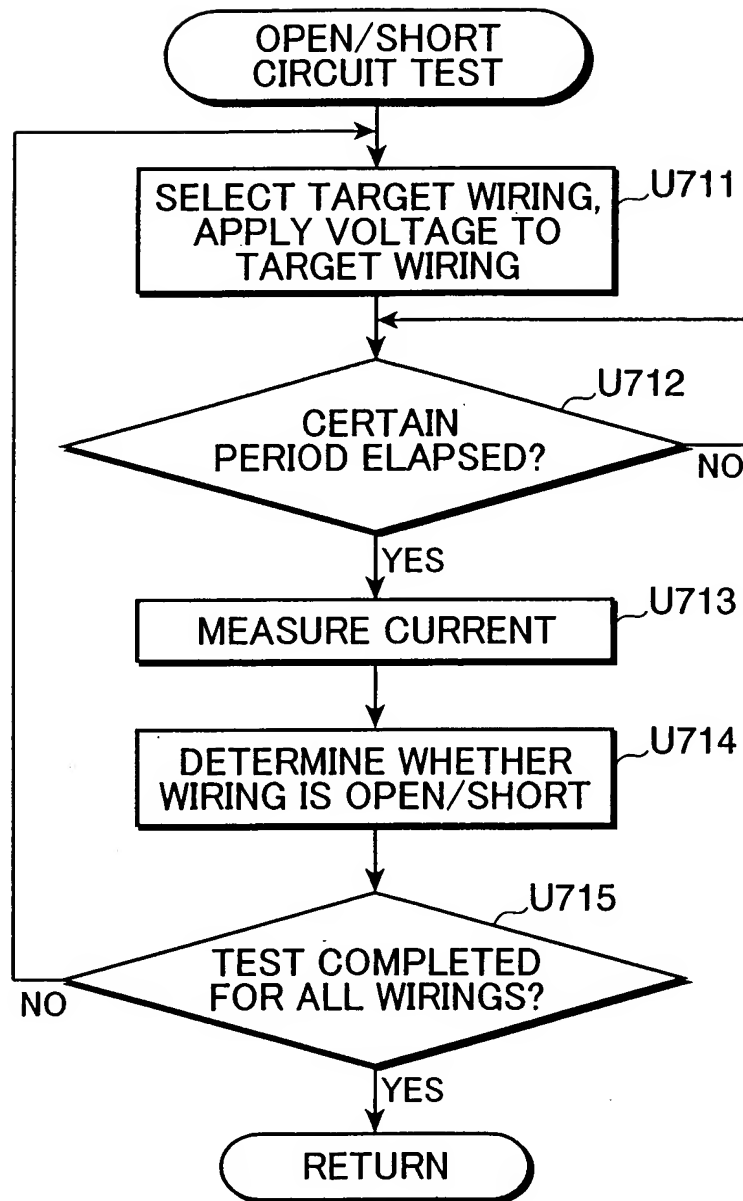 OPEN/SHORT
CIRCUIT TEST
SELECT TARGET WIRING,
APPLY VOLTAGE TO
TARGET WIRING
U711
CERTAIN
PERIOD ELAPSED?
U712
NO
YES
MEASURE CURRENT
U713
DETERMINE WHETHER
WIRING IS OPEN/SHORT
U714
TEST COMPLETED
FOR ALL WIRINGS?
U715
NO
YES
RETURN